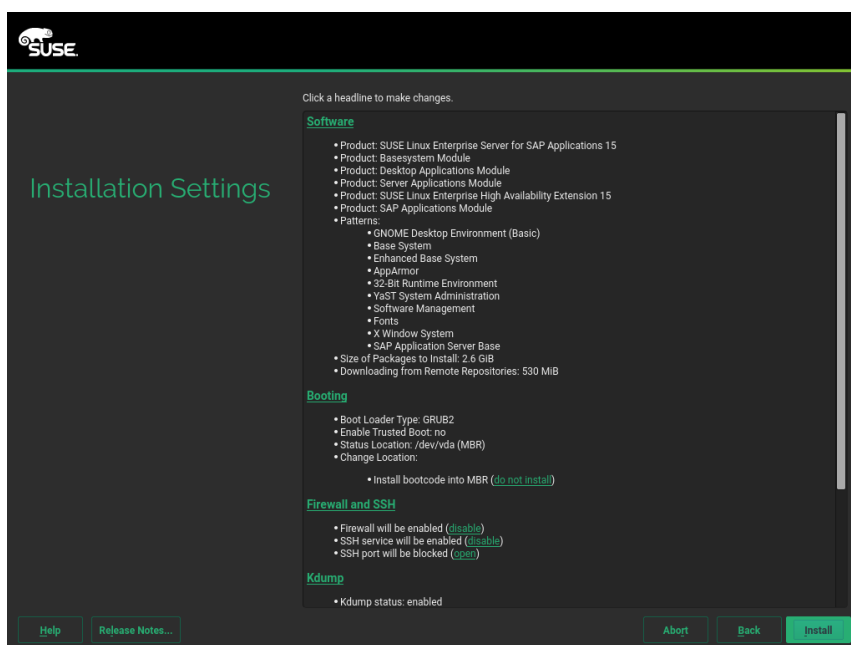 SUSE.
Click a headline to make changes.
Installation Settings
Software
• Product: SUSE Linux Enterprise Server for SAP Applications 15
• Product: Basesystem Module
• Product: Desktop Applications Module
• Product: Server Applications Module
• Product: SUSE Linux Enterprise High Availability Extension 15
• Product: SAP Applications Module
• Patterns:
• GNOME Desktop Environment (Basic)
• Base System
• Enhanced Base System
• AppArmor
• 32-Bit Runtime Environment
• YaST System Administration
• Software Management
• Fonts
• X Window System
• SAP Application Server Base
• Size of Packages to Install: 2.6 GiB
• Downloading from Remote Repositories: 530 MiB
Booting
• Boot Loader Type: GRUB2
• Enable Trusted Boot: no
• Status Location: /dev/vda (MBR)
• Change Location:
• Install bootcode into MBR (do not install)
Firewall and SSH
• Firewall will be enabled (disable)
• SSH service will be enabled (disable)
• SSH port will be blocked (open)
Kdump
• Kdump status: enabled
Help Release Notes... Abort Back Install